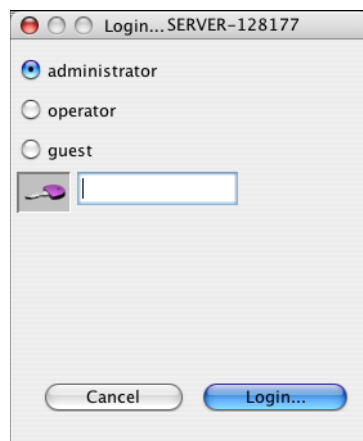 Login... SERVER-128177
administrator
operator
guest
Cancel Login...